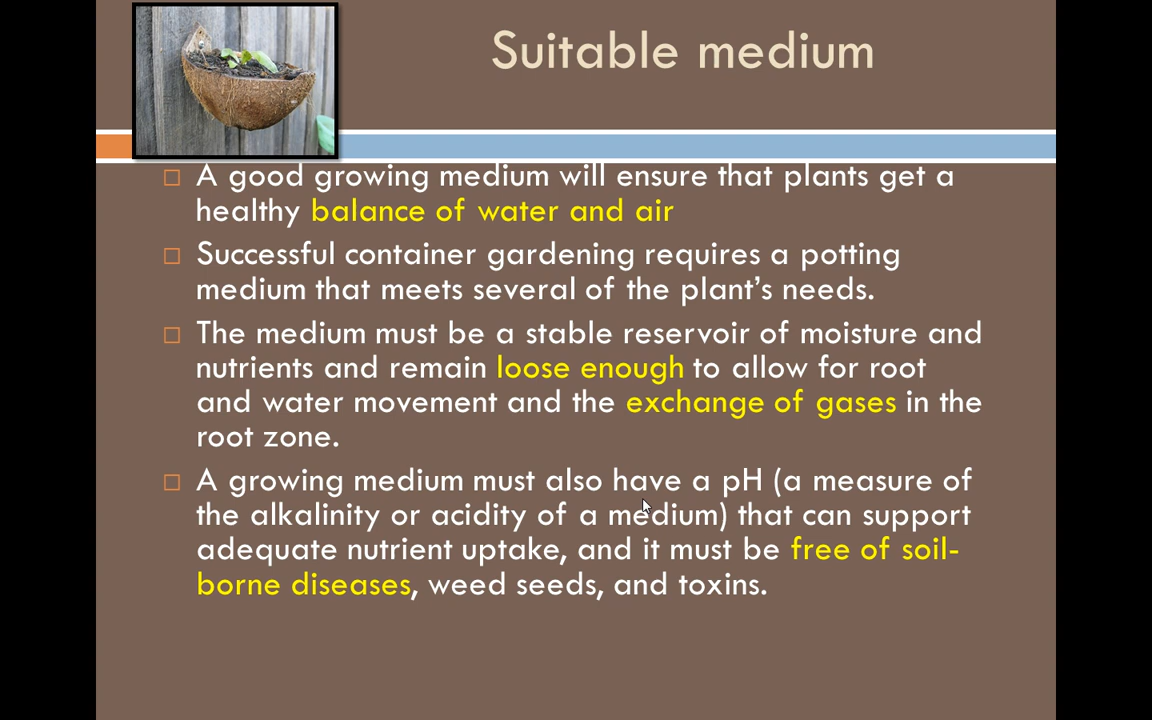 Suitable medium
A good growing medium will ensure that plants get a
healthy balance of water and air
Successful container gardening requires a potting
medium that meets several of the plant’s needs.
The medium must be a stable reservoir of moisture and
nutrients and remain loose enough to allow for root
and water movement and the exchange of gases in the
root zone.
A growing medium must also have a pH (a measure of
the alkalinity or acidity of a medium) that can support
adequate nutrient uptake, and it must be free of soil-
borne diseases, weed seeds, and toxins.